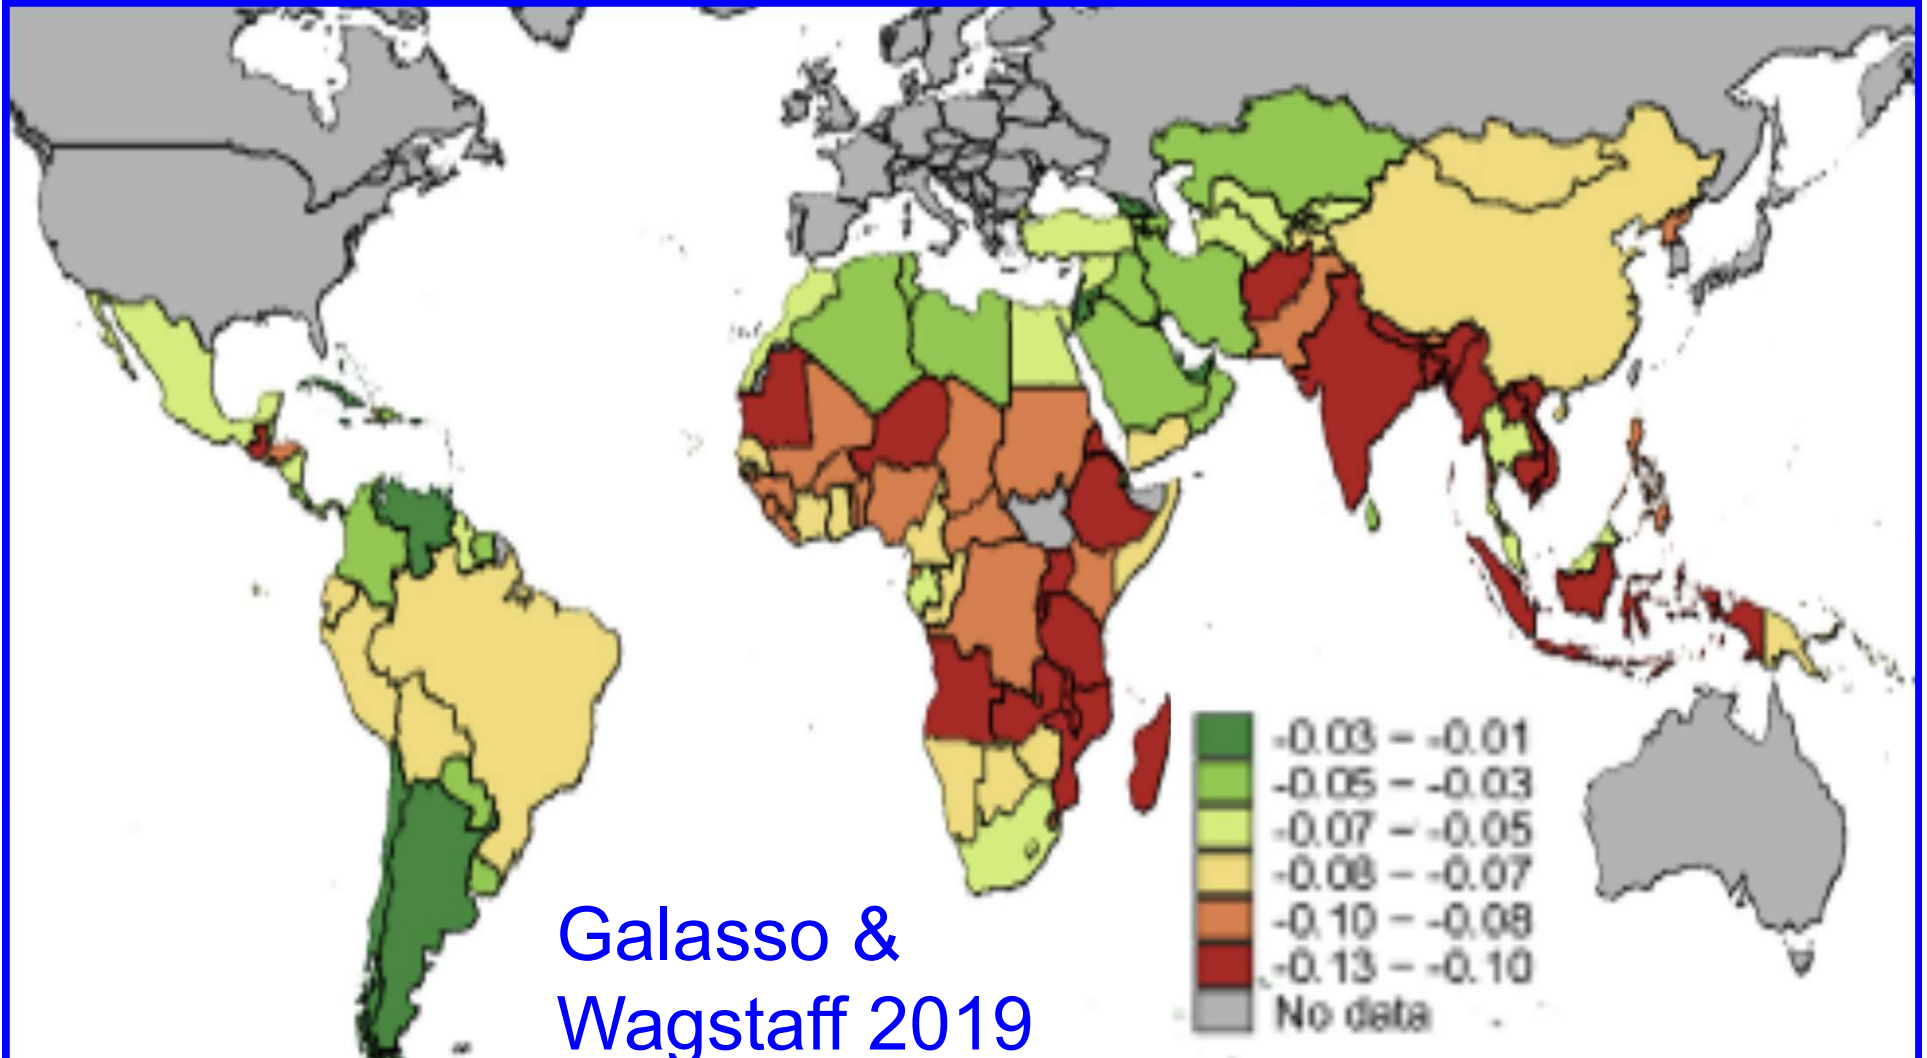 -0.03 – -0.01
-0.05 – -0.03
-0.07 – -0.05
-0.08 – -0.07
-0.10 – -0.08
-0.13 – -0.10
No data
Galasso &
Wagstaff 2019